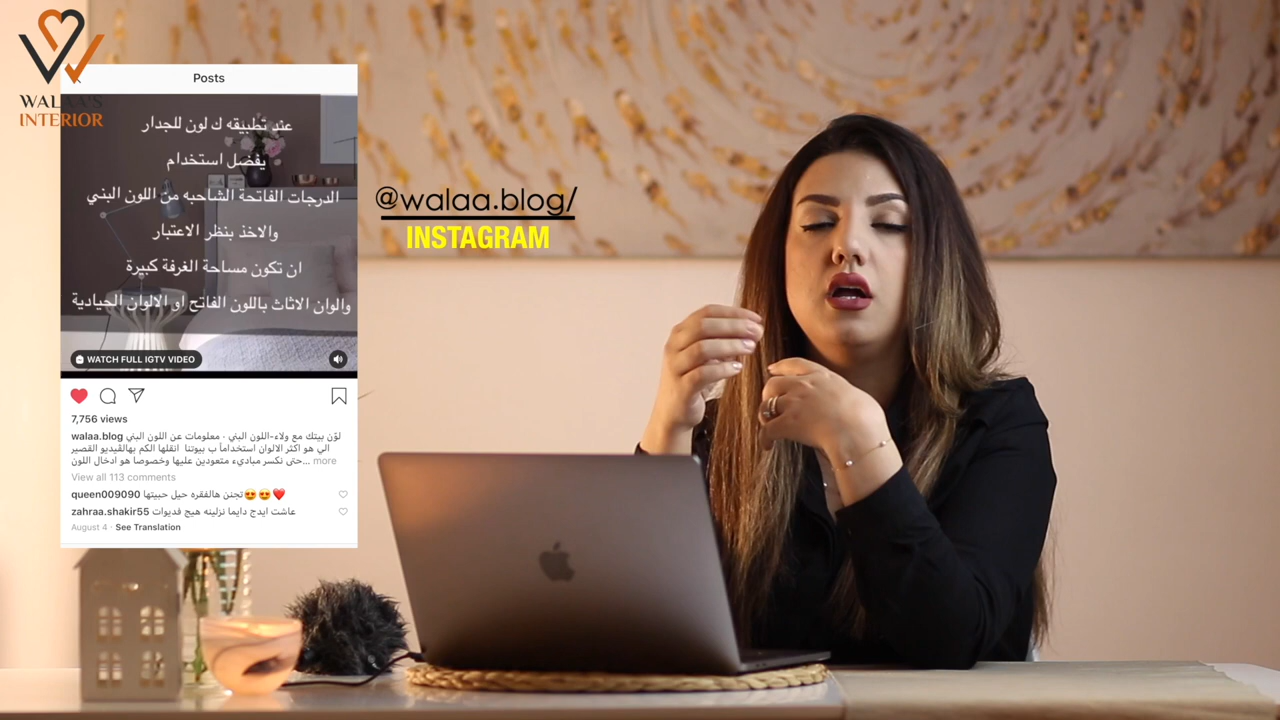 WALAA'S
INTERIOR
Posts
عند تطبيقه ك لون للجدار
يفضل استخدام
الدرجات الفاتحة الشاحبه من اللون البني
والاخذ بنظر الاعتبار
ان تكون مساحة الغرفة كبيرة
والوان الاثاث باللون الفاتح أو الالوان الحيادية
WATCH FULL IGTV VIDEO
7,756 views
walaa.blog لوّن بيتك مع ولاء-اللون البني · معلومات عن اللون البني
الي هو اكثر الالوان استخداماً ب بيوتنا انقلها الكم بهالڤيديو القصير
حتى نكسر مباديء متعودين عليها وخصوصا هو ادخال اللون... more
View all 113 comments
queen009090 تجنن هالفقره حيل حبيتها😍😍❤️
zahraa.shakir55 عاشت ايدج دايما نزلينه هيج فديوات
August 4 · See Translation
@walaa.blog/
INSTAGRAM